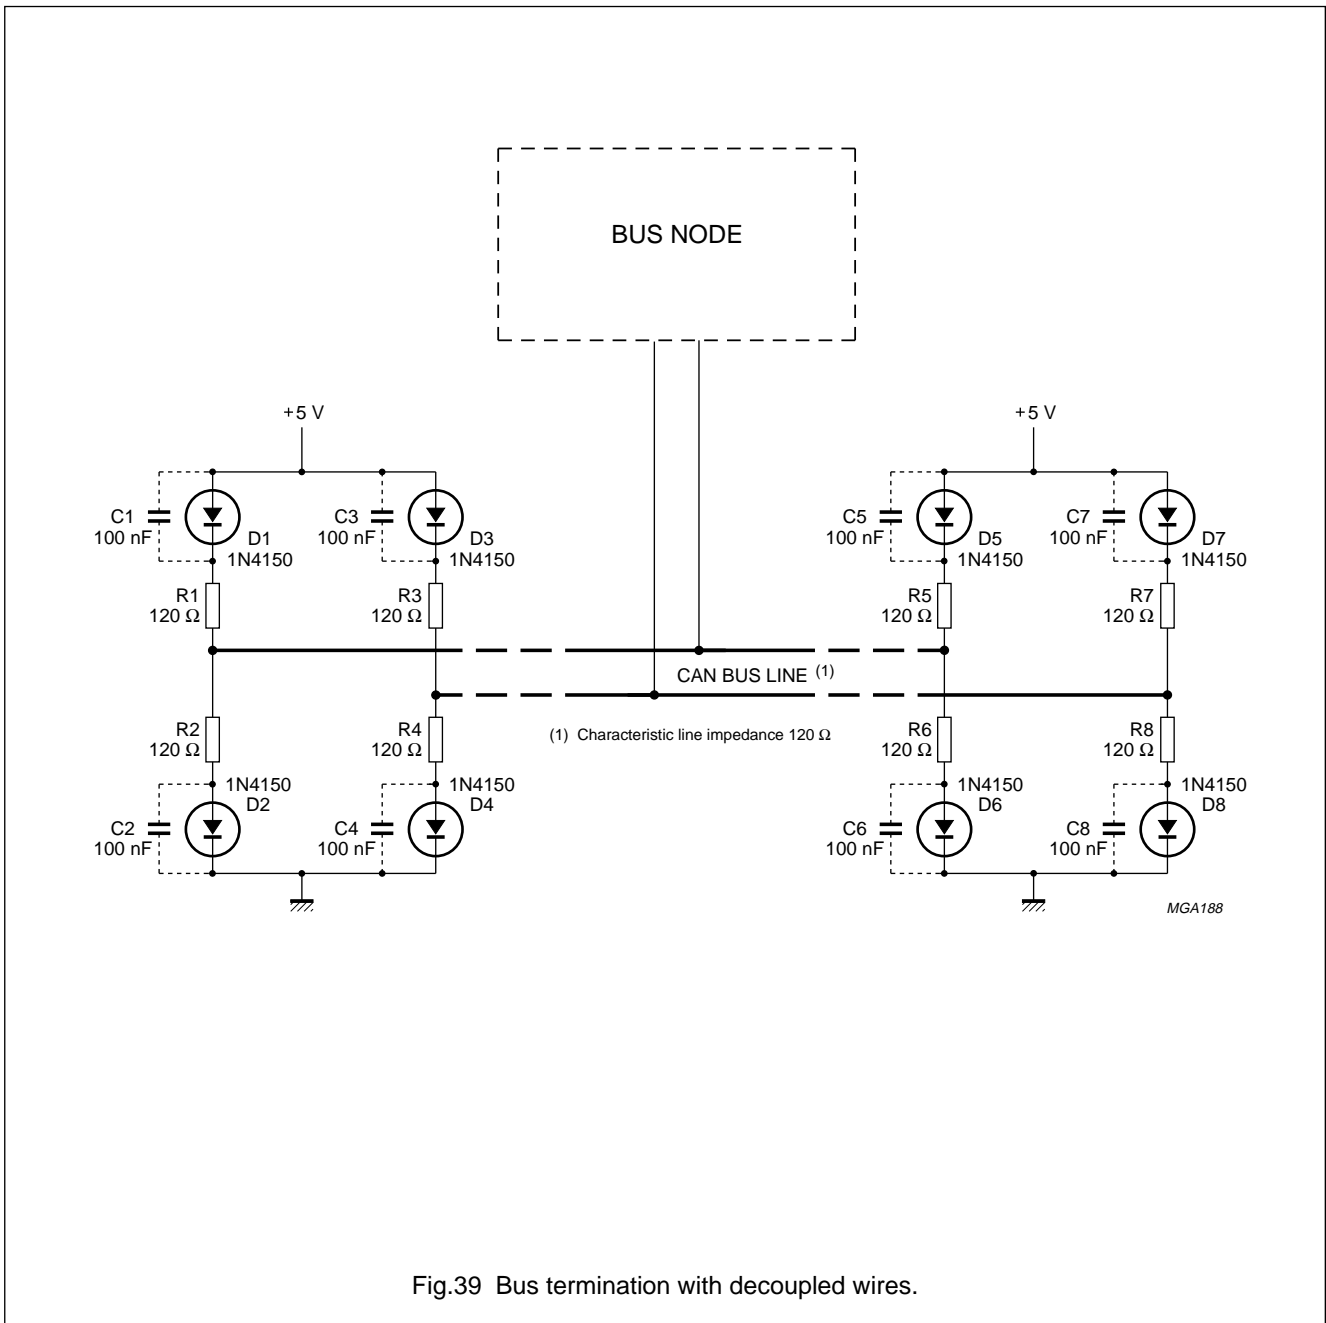 BUS NODE
+5 V
+5 V
C1
100 nF
D1
1N4150
C3
100 nF
D3
1N4150
C5
100 nF
D5
1N4150
C7
100 nF
D7
1N4150
R1
120 Ω
R3
120 Ω
R5
120 Ω
R7
120 Ω
CAN BUS LINE (1)
R2
120 Ω
R4
120 Ω
(1) Characteristic line impedance 120 Ω
R6
120 Ω
R8
120 Ω
1N4150
D2
C2
100 nF
1N4150
D4
C4
100 nF
1N4150
D6
C6
100 nF
1N4150
D8
C8
100 nF
MGA188
Fig.39 Bus termination with decoupled wires.